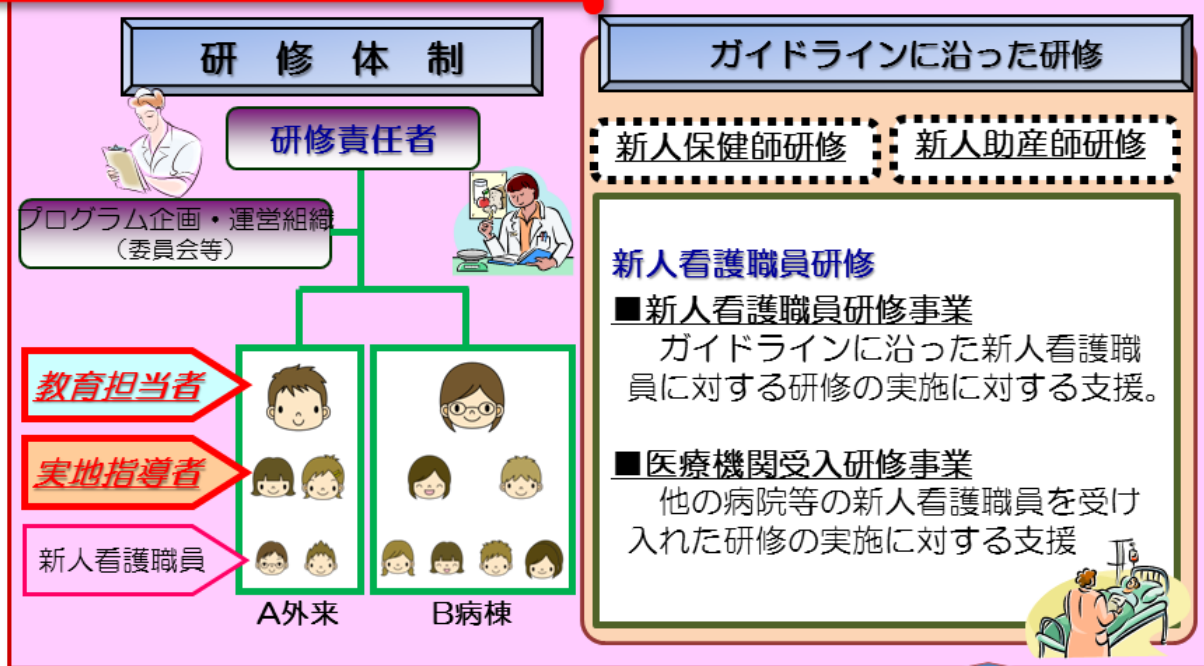 研修体制
研修責任者
プログラム企画・運営組織
（委員会等）
教育担当者
実地指導者
新人看護職員
A外来
B病棟
ガイドラインに沿った研修
新人保健師研修
新人助産師研修
新人看護職員研修
■新人看護職員研修事業
ガイドラインに沿った新人看護職
員に対する研修の実施に対する支援。
■医療機関受入研修事業
他の病院等の新人看護職員を受け
入れた研修の実施に対する支援